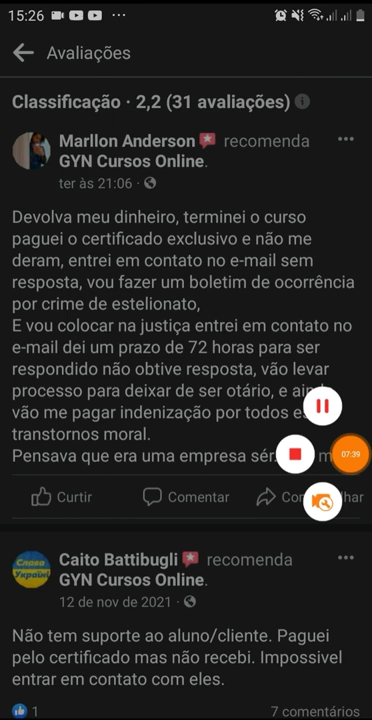 15:26
Avaliações
Classificação · 2,2 (31 avaliações)
Marllon Anderson recomenda
GYN Cursos Online.
ter às 21:06 ·
Devolva meu dinheiro, terminei o curso
paguei o certificado exclusivo e não me
deram, entrei em contato no e-mail sem
resposta, vou fazer um boletim de ocorrência
por crime de estelionato,
E vou colocar na justiça entrei em contato no
e-mail dei um prazo de 72 horas para ser
respondido não obtive resposta, vão levar
processo para deixar de ser otário, e
vão me pagar indenização por todos
transtornos moral.
Pensava que era uma empresa
07:39
Curtir
Comentar
Слава
Україні
Caito Battibugli recomenda
GYN Cursos Online.
12 de nov de 2021 ·
Não tem suporte ao aluno/cliente. Paguei
pelo certificado mas não recebi. Impossivel
entrar em contato com eles.
1
7 comentários